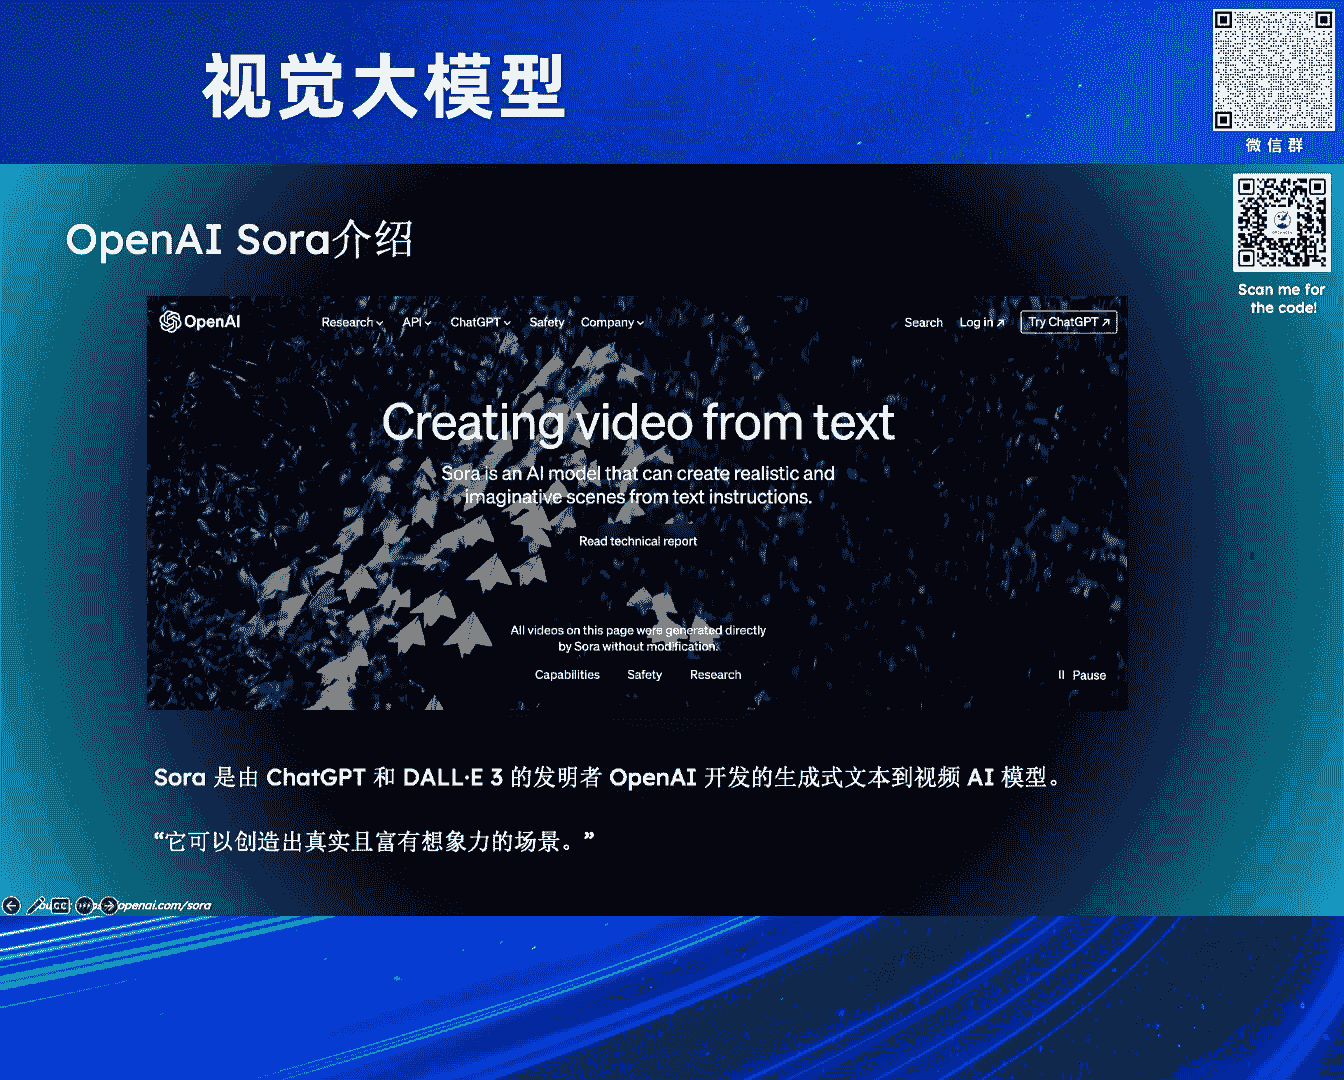 视觉大模型
微信群
OpenAI Sora介绍
Scan me for
the code!
OpenAI
Research API ChatGPT Safety Company
Search Log in ↗ Try ChatGPT ↗
Creating video from text
Sora is an AI model that can create realistic and
imaginative scenes from text instructions.
Read technical report
All videos on this page were generated directly
by Sora without modification.
Capabilities Safety Research
Pause
Sora 是由 ChatGPT 和 DALL·E 3 的发明者 OpenAI 开发的生成式文本到视频 AI 模型。
“它可以创造出真实且富有想象力的场景。”
openai.com/sora